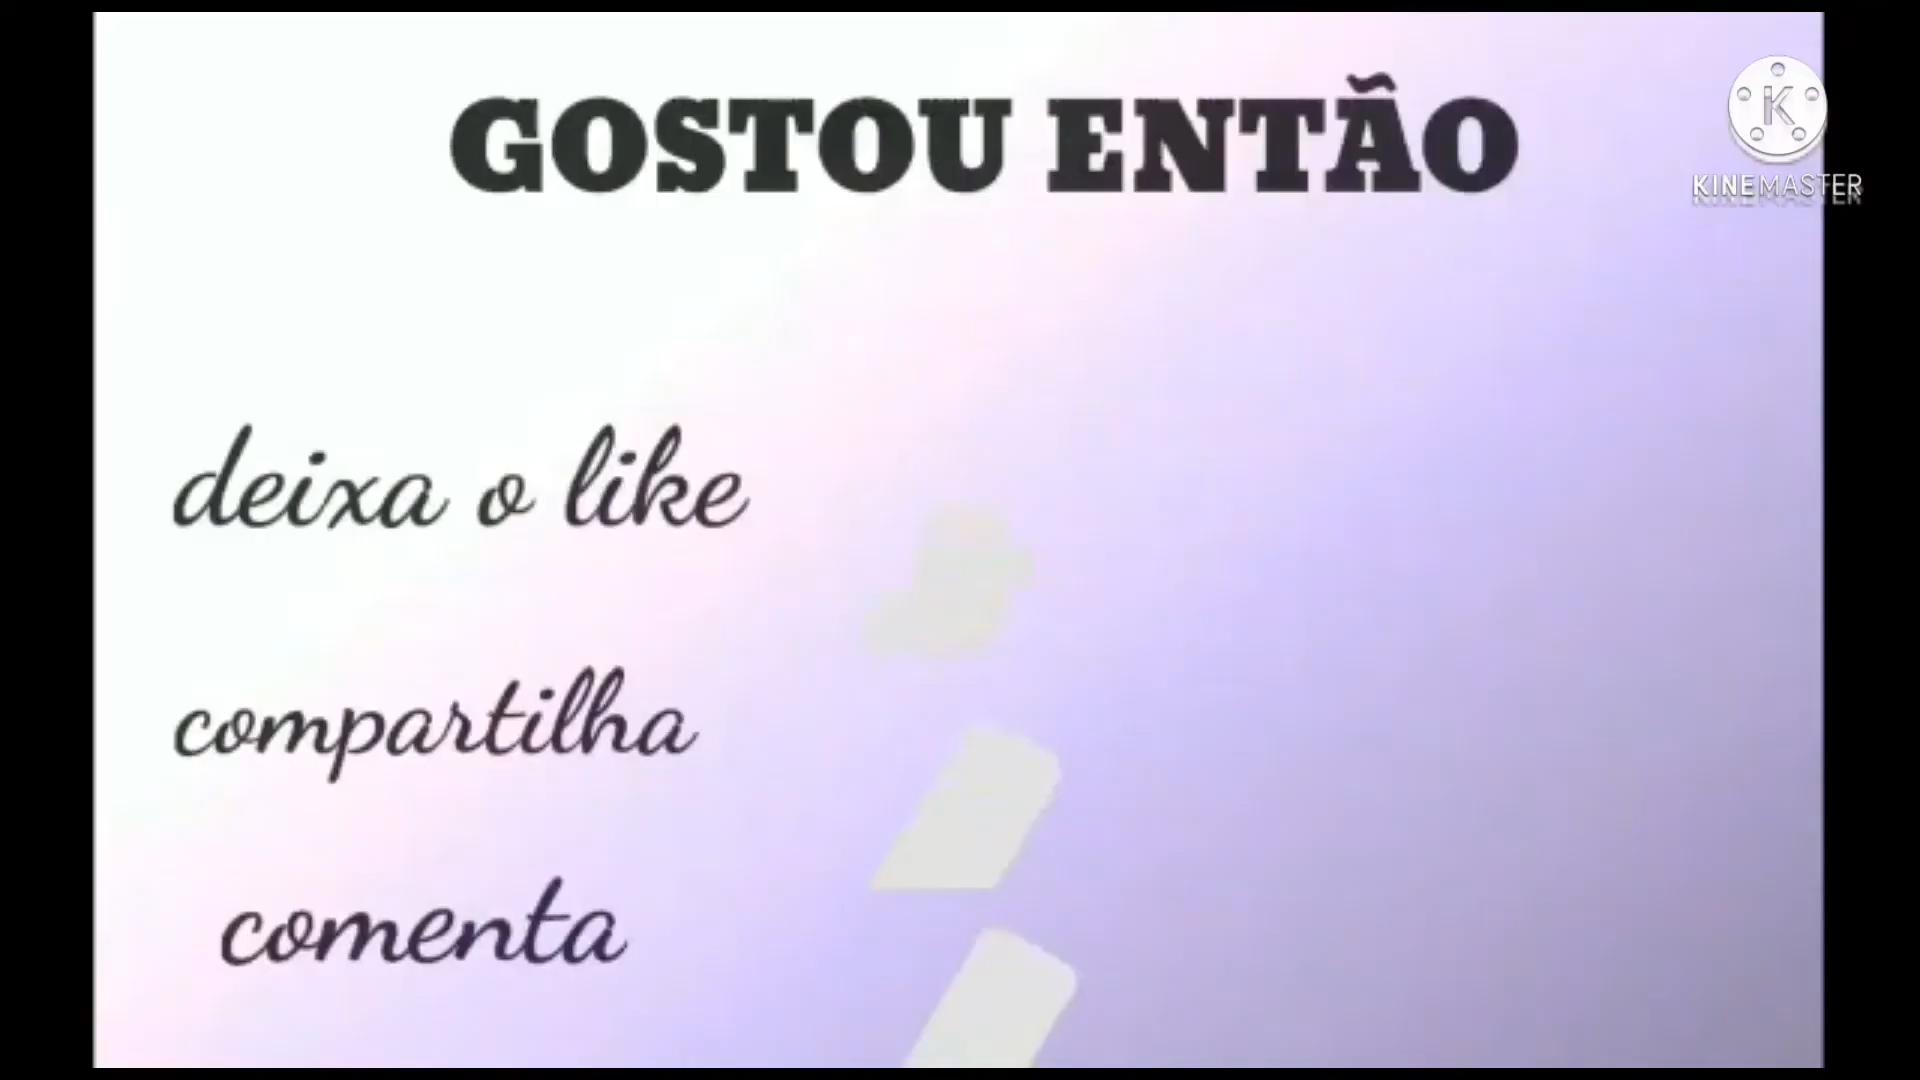 GOSTOU ENTÃO
K
KINEMASTER
deixa o like
compartilha
comenta